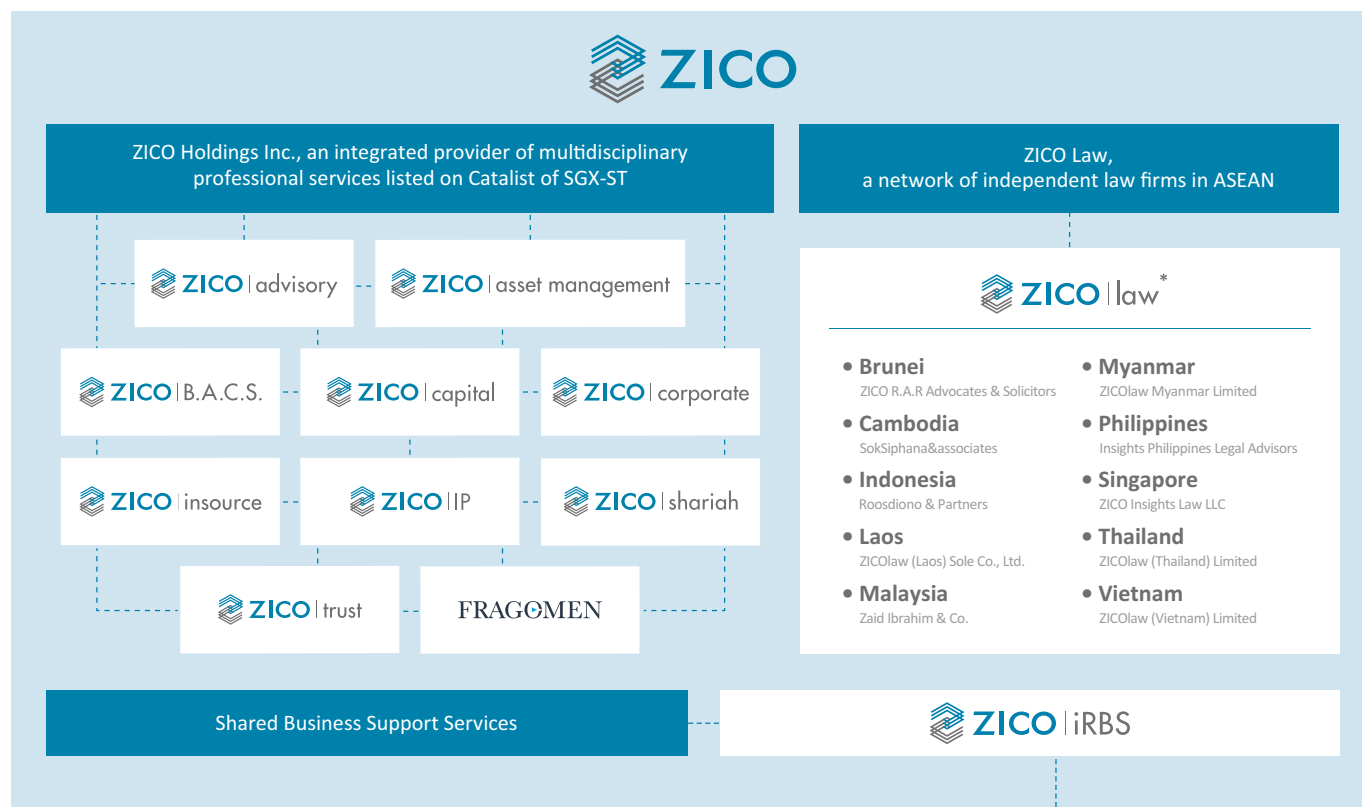 ZICO
ZICO Holdings Inc., an integrated provider of multidisciplinary
professional services listed on Catalist of SGX-ST
ZICO | advisory
ZICO | asset management
ZICO | B.A.C.S.
ZICO | capital
ZICO | corporate
ZICO | insource
ZICO | IP
ZICO | shariah
ZICO | trust
FRAGOMEN
ZICO Law,
a network of independent law firms in ASEAN
ZICO | law*
• Brunei
ZICO R.A.R Advocates & Solicitors
• Cambodia
SokSiphana&associates
• Indonesia
Roosdiono & Partners
• Laos
ZICOlaw (Laos) Sole Co., Ltd.
• Malaysia
Zaid Ibrahim & Co.
• Myanmar
ZICOlaw Myanmar Limited
• Philippines
Insights Philippines Legal Advisors
• Singapore
ZICO Insights Law LLC
• Thailand
ZICOlaw (Thailand) Limited
• Vietnam
ZICOlaw (Vietnam) Limited
Shared Business Support Services
ZICO | iRBS